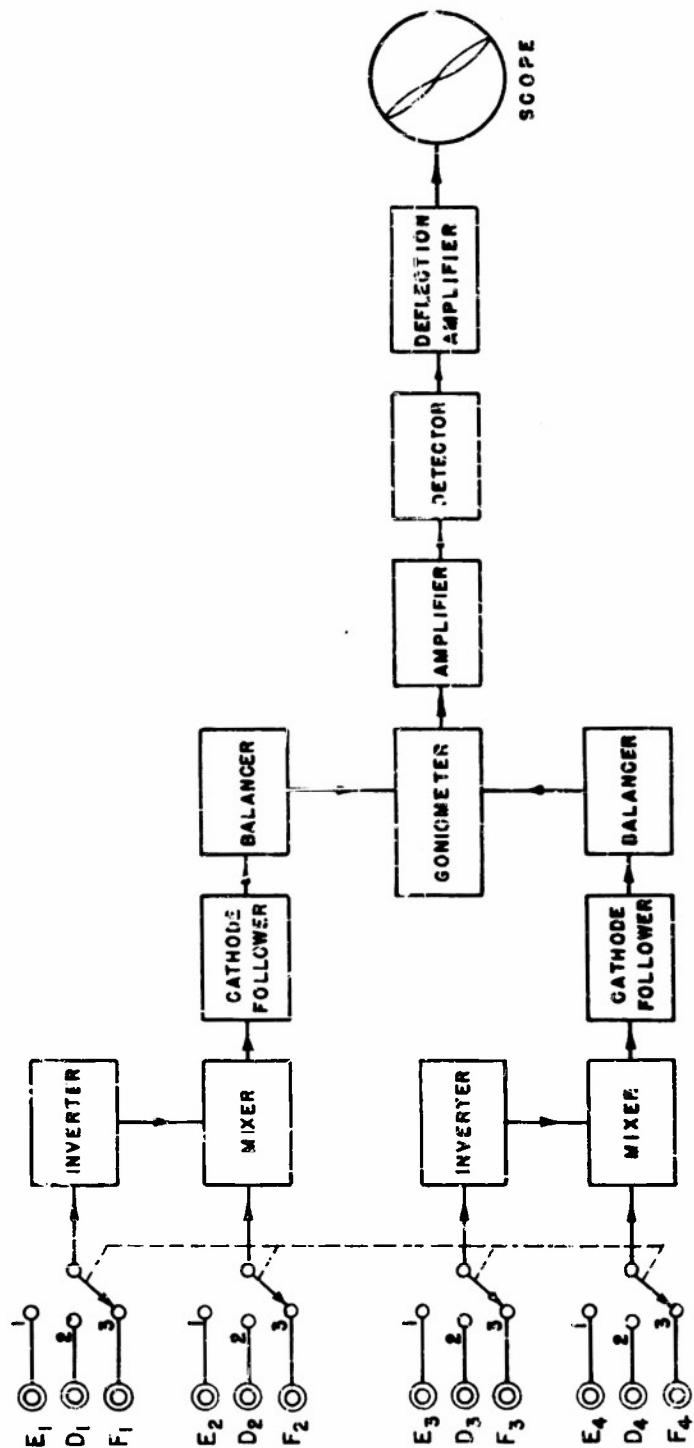 E1
D1
F1
1
2
3
INVERTER
E2
D2
F2
1
2
3
MIXER
CATHODE
FOLLOWER
BALANCER
GONIOMETER
AMPLIFIER
DETECTOR
DEFLECTION
AMPLIFIER
SCOPE
E3
D3
F3
1
2
3
INVERTER
E4
D4
F4
1
2
3
MIXER
CATHODE
FOLLOWER
BALANCER